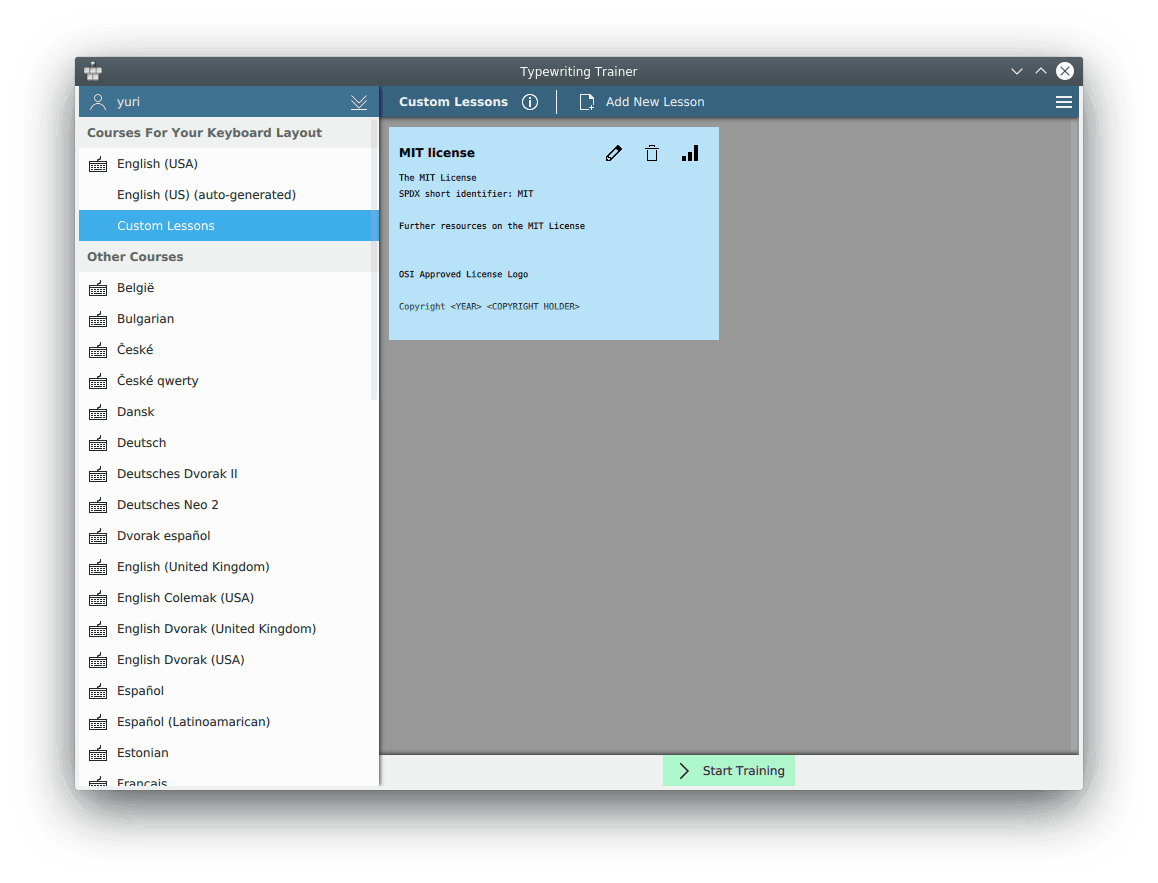 Typewriting Trainer
yuri
Custom Lessons
Add New Lesson
Courses For Your Keyboard Layout
English (USA)
English (US) (auto-generated)
Custom Lessons
Other Courses
België
Bulgarian
České
České qwerty
Dansk
Deutsch
Deutsches Dvorak II
Deutsches Neo 2
Dvorak español
English (United Kingdom)
English Colemak (USA)
English Dvorak (United Kingdom)
English Dvorak (USA)
Español
Español (Latinoamarican)
Estonian
Français
MIT license
The MIT License
SPDX short identifier: MIT
Further resources on the MIT License
OSI Approved License Logo
Copyright <YEAR> <COPYRIGHT HOLDER>
Start Training